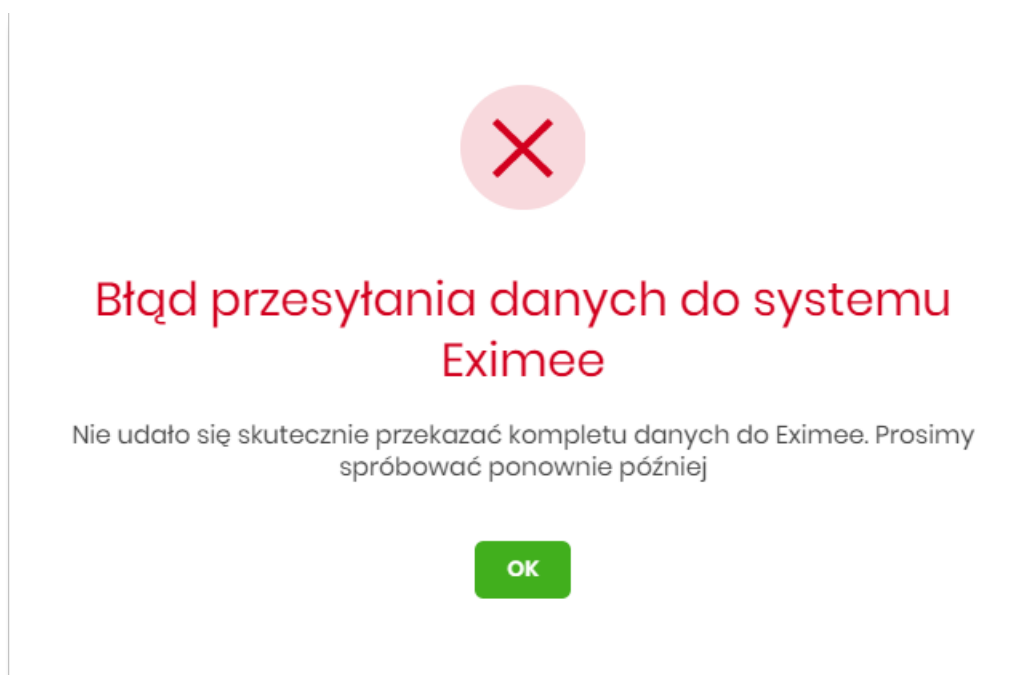 Błąd przesyłania danych do systemu
Eximee
Nie udało się skutecznie przekazać kompletu danych do Eximee. Prosimy
spróbować ponownie później
OK